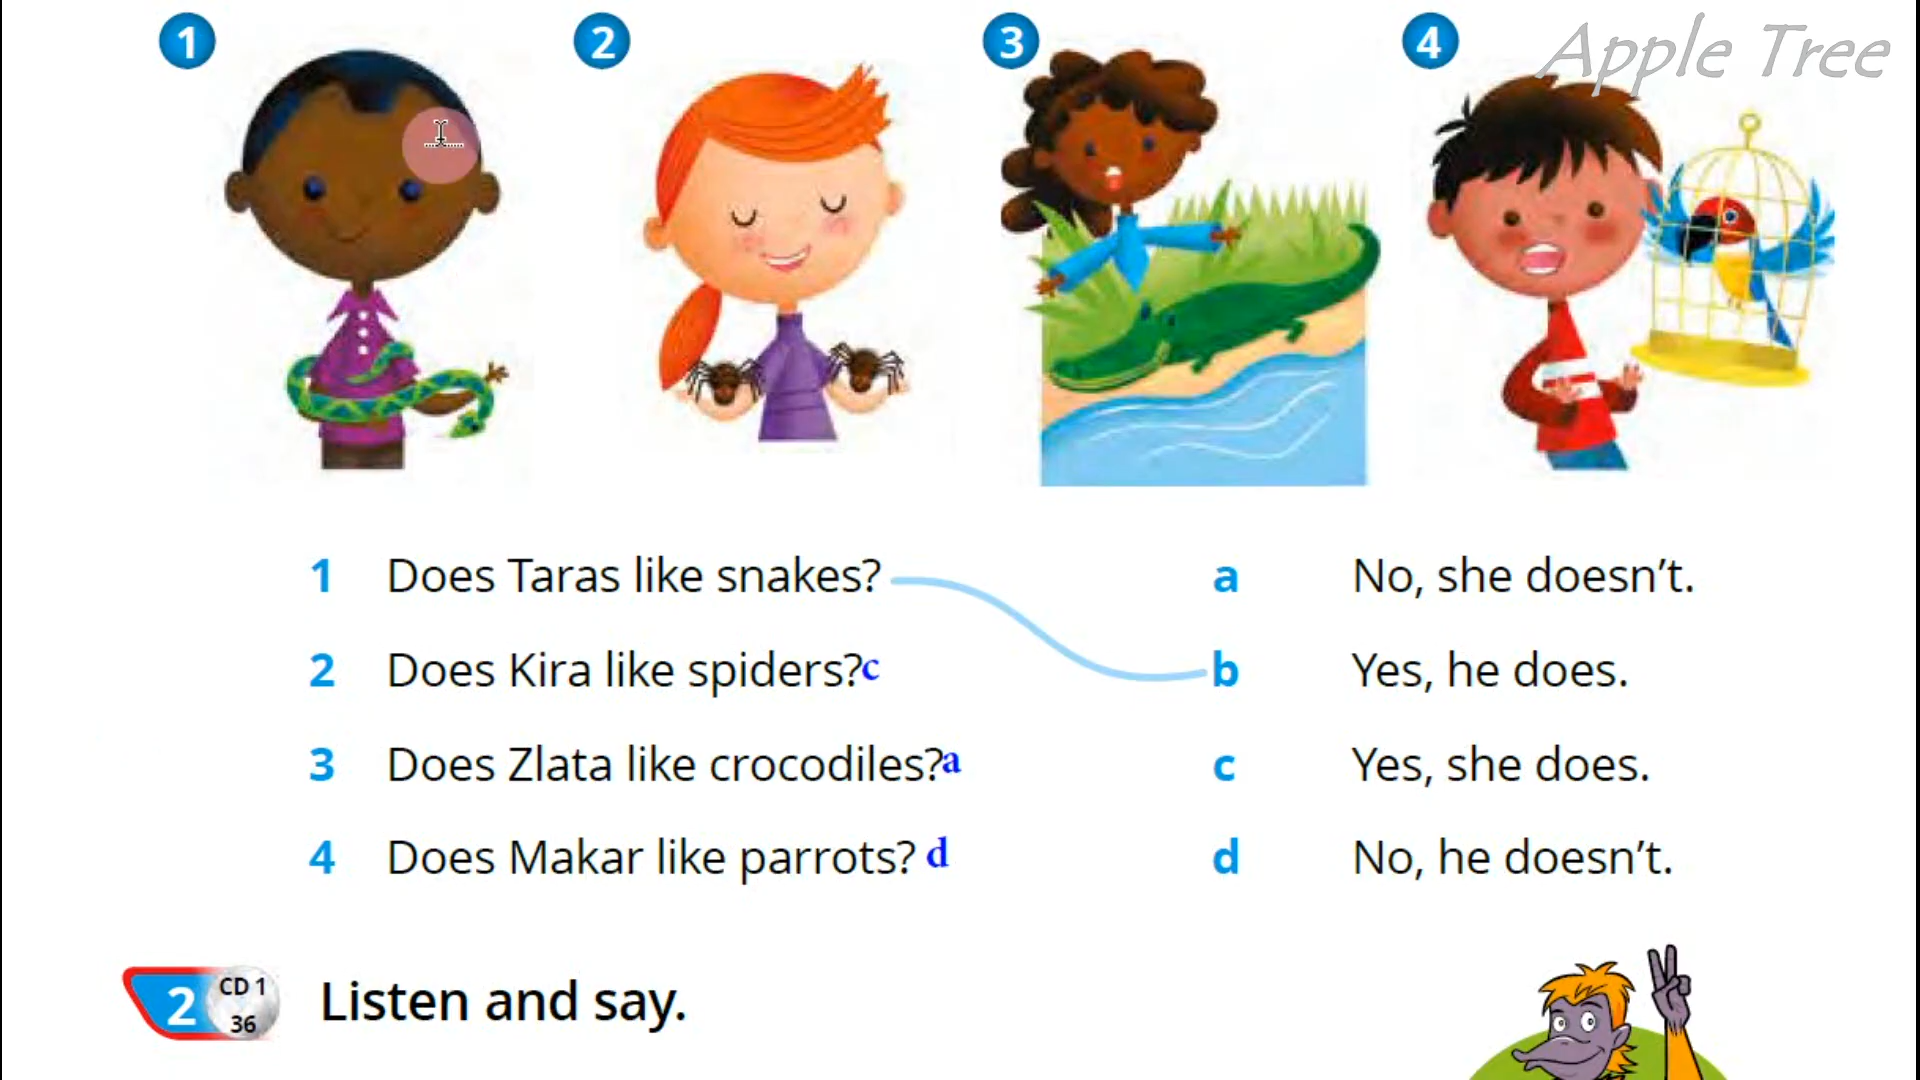 1 2 3 4 Apple Tree
1 Does Taras like snakes? a No, she doesn't.
2 Does Kira like spiders?c b Yes, he does.
3 Does Zlata like crocodiles?a c Yes, she does.
4 Does Makar like parrots? d d No, he doesn't.
2 CD 1 36 Listen and say.